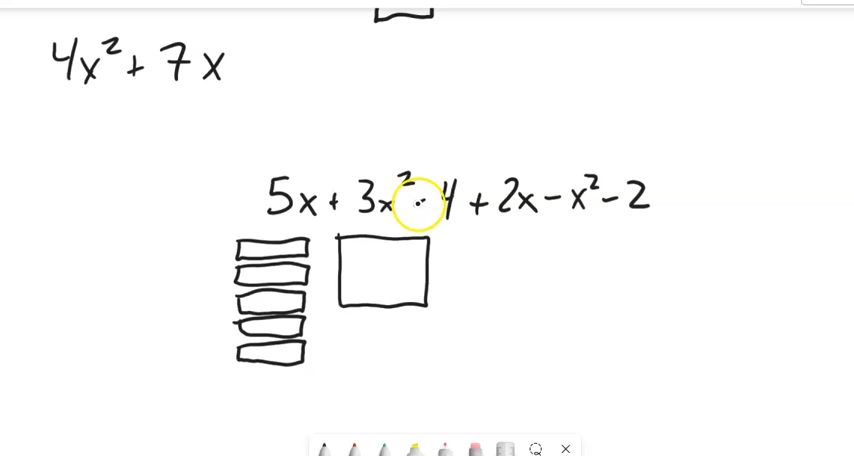 4x² + 7x
5x + 3x² - 4 + 2x - x² - 2